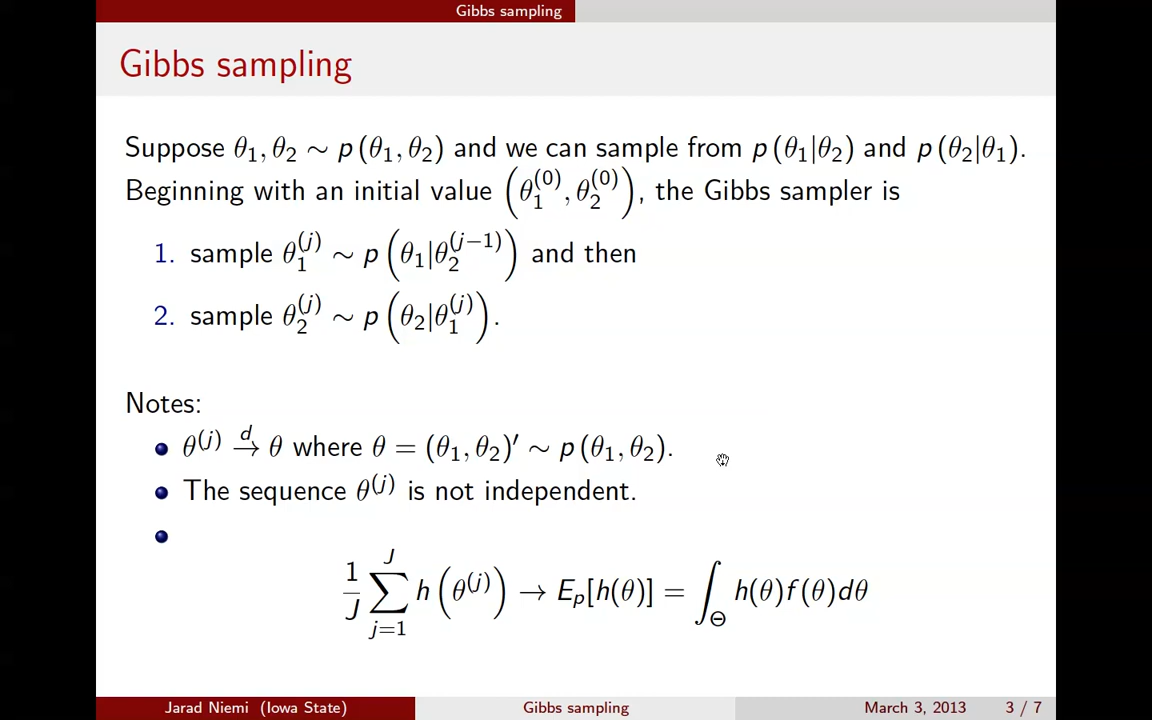 Gibbs sampling
Gibbs sampling
Suppose θ₁, θ₂ ∼ p(θ₁, θ₂) and we can sample from p(θ₁|θ₂) and p(θ₂|θ₁).
Beginning with an initial value (θ₁⁽⁰⁾, θ₂⁽⁰⁾), the Gibbs sampler is
1. sample θ₁⁽ʲ⁾ ∼ p(θ₁|θ₂⁽ʲ⁻¹⁾) and then
2. sample θ₂⁽ʲ⁾ ∼ p(θ₂|θ₁⁽ʲ⁾).
Notes:
• θ⁽ʲ⁾ →ᵈ θ where θ = (θ₁, θ₂)′ ∼ p(θ₁, θ₂).
• The sequence θ⁽ʲ⁾ is not independent.
• 1/J ∑_{j=1}^{J} h(θ⁽ʲ⁾) → E_p[h(θ)] = ∫_Θ h(θ)f(θ)dθ
Jarad Niemi (Iowa State) Gibbs sampling March 3, 2013 3 / 7